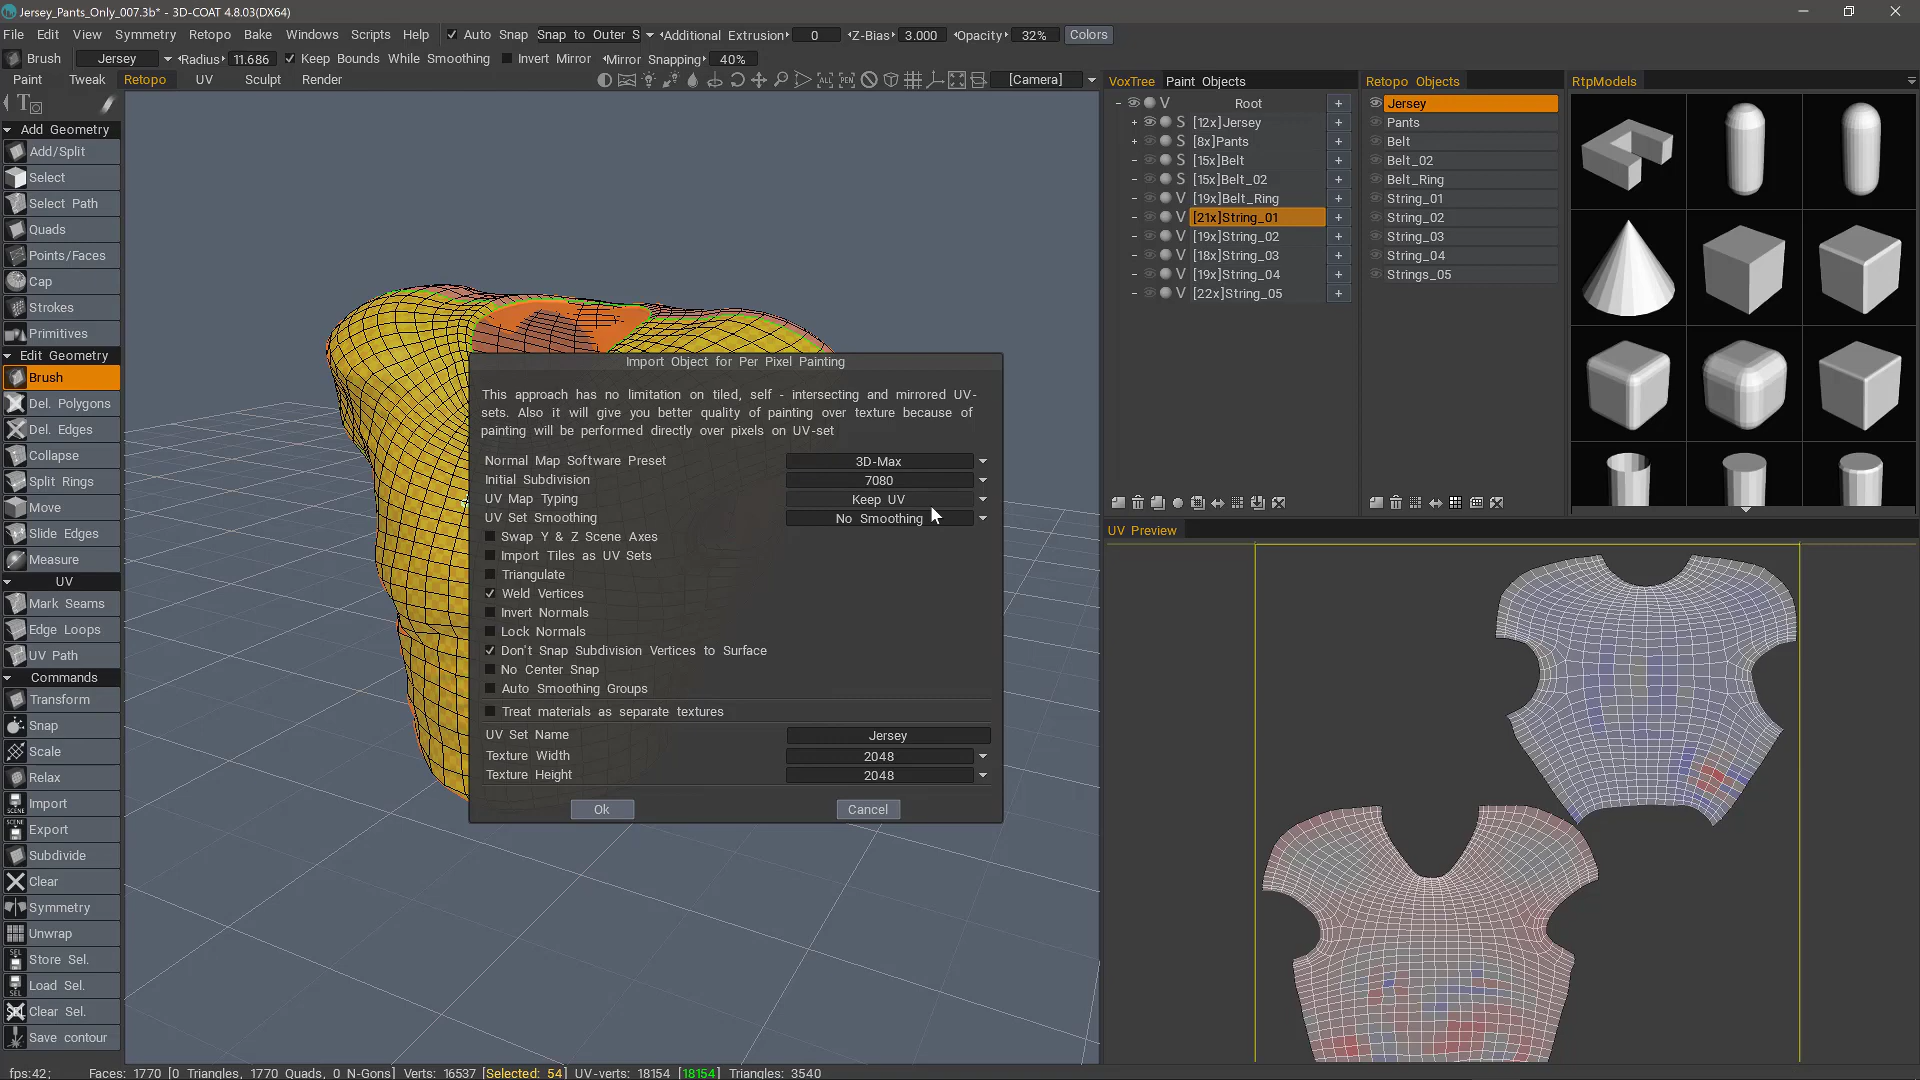 Jersey_Pants_Only_007.3b* - 3D-COAT 4.8.03(DX64)
File Edit View Symmetry Retopo Bake Windows Scripts Help Auto Snap Snap to Outer S Additional Extrusion 0 Z-Bias 3.000 Opacity 32% Colors
Brush Jersey Radius 11.686 Keep Bounds While Smoothing Invert Mirror Mirror Snapping 40%
Paint Tweak Retopo UV Sculpt Render [Camera]
Add Geometry
Add/Split
Select
Select Path
Quads
Points/Faces
Cap
Strokes
Primitives
Edit Geometry
Brush
Del. Polygons
Del. Edges
Collapse
Split Rings
Move
Slide Edges
Measure
UV
Mark Seams
Edge Loops
UV Path
Commands
Transform
Snap
Scale
Relax
Import
Export
Subdivide
Clear
Symmetry
Unwrap
Store Sel.
Load Sel.
Clear Sel.
Save contour
Import Object for Per Pixel Painting
This approach has no limitation on tiled, self - intersecting and mirrored UV-
sets. Also it will give you better quality of painting over texture because of
painting will be performed directly over pixels on UV-set
Normal Map Software Preset 3D-Max
Initial Subdivision 7080
UV Map Typing Keep UV
UV Set Smoothing No Smoothing
Swap Y & Z Scene Axes
Import Tiles as UV Sets
Triangulate
Weld Vertices
Invert Normals
Lock Normals
Don't Snap Subdivision Vertices to Surface
No Center Snap
Auto Smoothing Groups
Treat materials as separate textures
UV Set Name Jersey
Texture Width 2048
Texture Height 2048
Ok Cancel
VoxTree Paint Objects
V Root +
+ S [12x]Jersey +
+ S [8x]Pants +
S [15x]Belt +
S [15x]Belt_02 +
V [19x]Belt_Ring +
V [21x]String_01 +
V [19x]String_02 +
V [18x]String_03 +
V [19x]String_04 +
V [22x]String_05 +
Retopo Objects
Jersey
Pants
Belt
Belt_02
Belt_Ring
String_01
String_02
String_03
String_04
Strings_05
RtpModels
UV Preview
fps:42; Faces: 1770 [0 Triangles, 1770 Quads, 0 N-Gons] Verts: 16537 [Selected: 54] UV-verts: 18154 [18154] Triangles: 3540